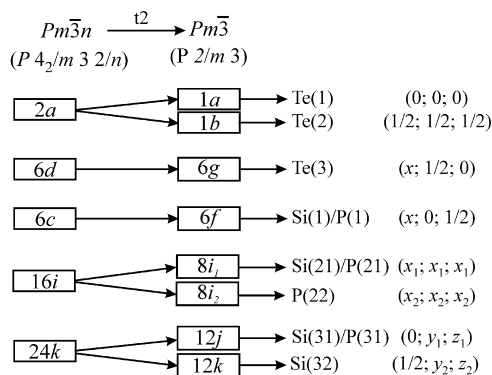 Pm3̅n t2 Pm3̅
(P 4₂/m 3 2/n) (P 2/m 3)
2a 1a Te(1) (0; 0; 0)
1b Te(2) (1/2; 1/2; 1/2)
6d 6g Te(3) (x; 1/2; 0)
6c 6f Si(1)/P(1) (x; 0; 1/2)
16i 8i₁ Si(21)/P(21) (x₁; x₁; x₁)
8i₂ P(22) (x₂; x₂; x₂)
24k 12j Si(31)/P(31) (0; y₁; z₁)
12k Si(32) (1/2; y₂; z₂)